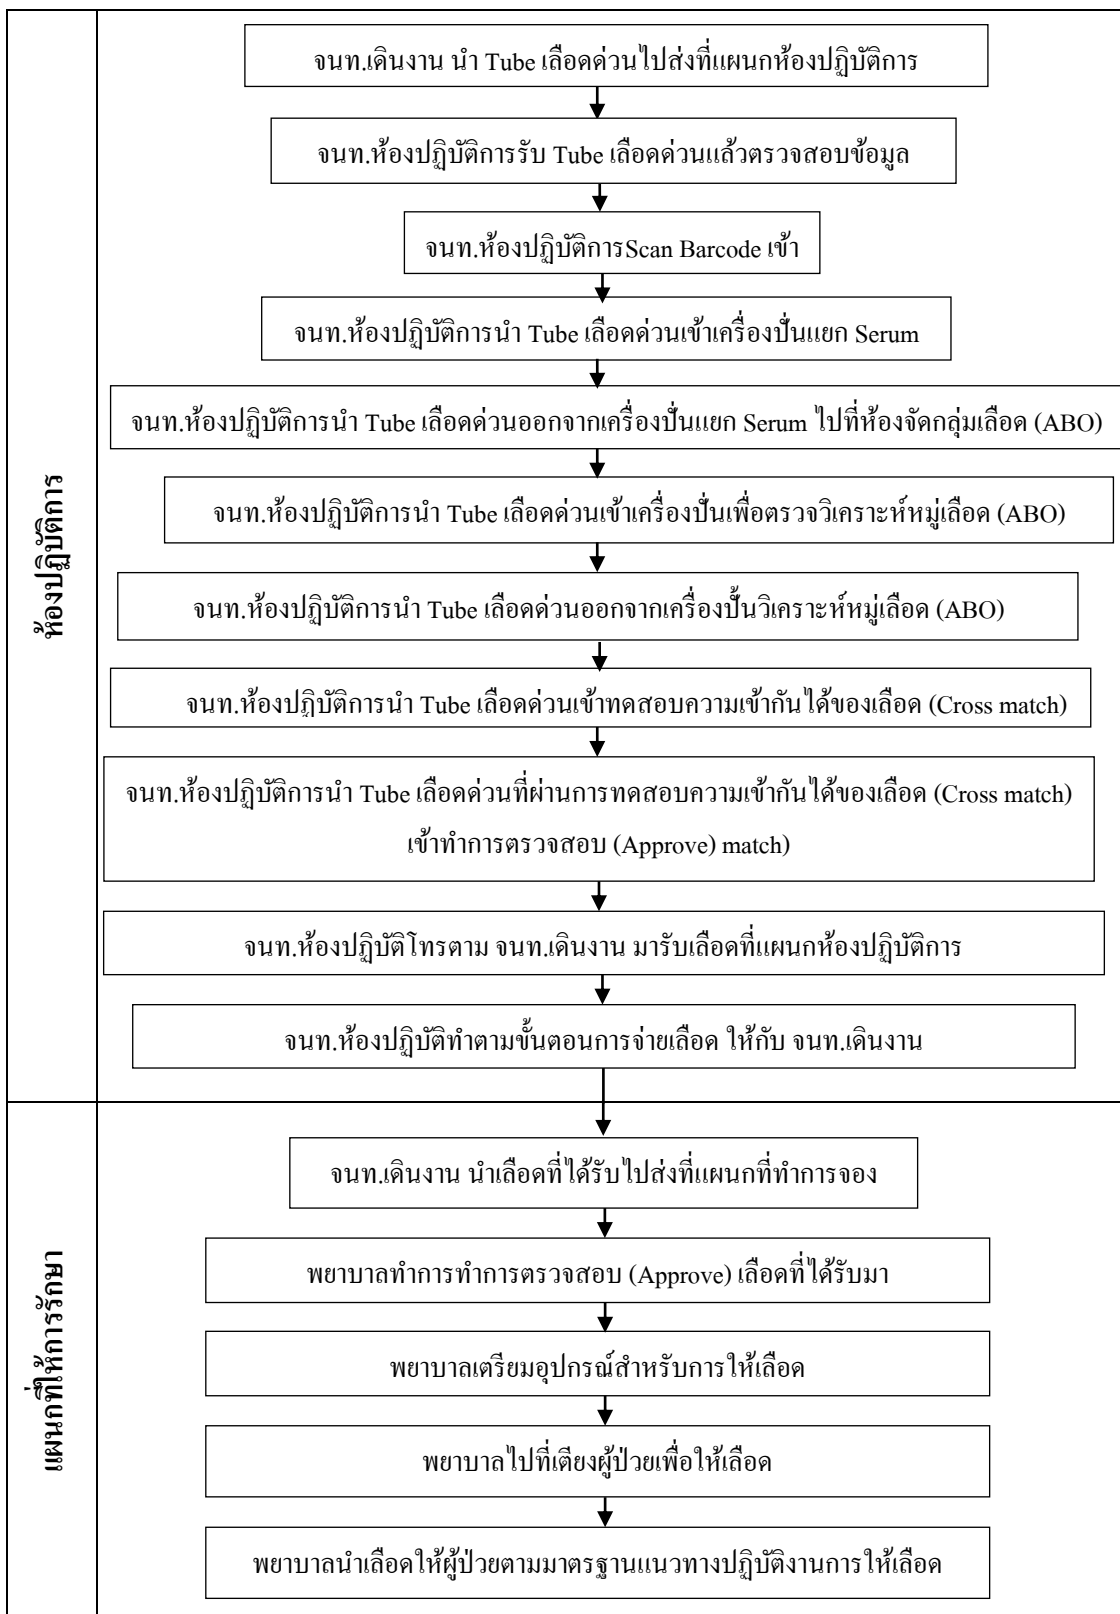 ห้องปฏิบัติการ
จนท.เดินงาน นำ Tube เลือดด่วนไปส่งที่แผนกห้องปฏิบัติการ
จนท.ห้องปฏิบัติการรับ Tube เลือดด่วนแล้วตรวจสอบข้อมูล
จนท.ห้องปฏิบัติการScan Barcode เข้า
จนท.ห้องปฏิบัติการนำ Tube เลือดด่วนเข้าเครื่องปั่นแยก Serum
จนท.ห้องปฏิบัติการนำ Tube เลือดด่วนออกจากเครื่องปั่นแยก Serum ไปที่ห้องจัดกลุ่มเลือด (ABO)
จนท.ห้องปฏิบัติการนำ Tube เลือดด่วนเข้าเครื่องปั่นเพื่อตรวจวิเคราะห์หมู่เลือด (ABO)
จนท.ห้องปฏิบัติการนำ Tube เลือดด่วนออกจากเครื่องปั้นวิเคราะห์หมู่เลือด (ABO)
จนท.ห้องปฏิบัติการนำ Tube เลือดด่วนเข้าทดสอบความเข้ากันได้ของเลือด (Cross match)
จนท.ห้องปฏิบัติการนำ Tube เลือดด่วนที่ผ่านการทดสอบความเข้ากันได้ของเลือด (Cross match)
เข้าทำการตรวจสอบ (Approve) match)
จนท.ห้องปฏิบัติโทรตาม จนท.เดินงาน มารับเลือดที่แผนกห้องปฏิบัติการ
จนท.ห้องปฏิบัติทำตามขั้นตอนการจ่ายเลือด ให้กับ จนท.เดินงาน
แผนกที่ให้การรักษา
จนท.เดินงาน นำเลือดที่ได้รับไปส่งที่แผนกที่ทำการจอง
พยาบาลทำการทำการตรวจสอบ (Approve) เลือดที่ได้รับมา
พยาบาลเตรียมอุปกรณ์สำหรับการให้เลือด
พยาบาลไปที่เตียงผู้ป่วยเพื่อให้เลือด
พยาบาลนำเลือดให้ผู้ป่วยตามมาตรฐานแนวทางปฏิบัติงานการให้เลือด